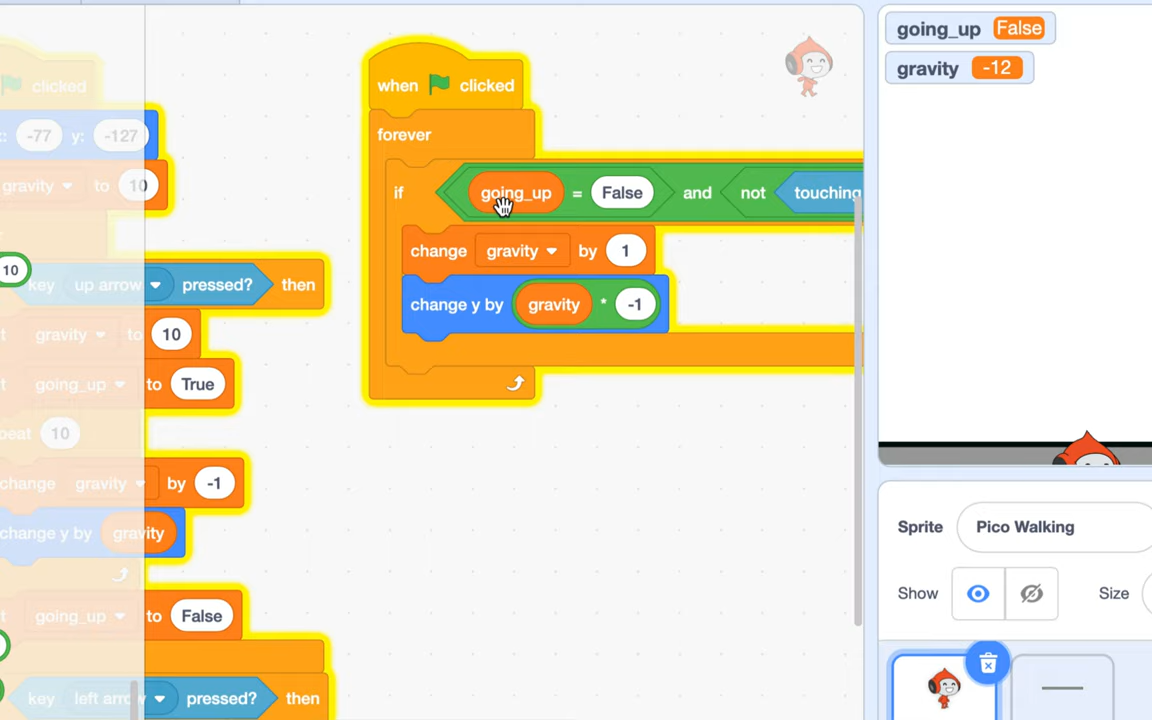 clicked
x: -77 y: -127
gravity to 10
10
key up arrow pressed? then
gravity to 10
going_up to True
peat 10
change gravity by -1
change y by gravity
going_up to False
key left arrow pressed? then
when clicked
forever
if going_up = False and not touching
change gravity by 1
change y by gravity * -1
going_up False
gravity -12
Sprite Pico Walking
Show Size